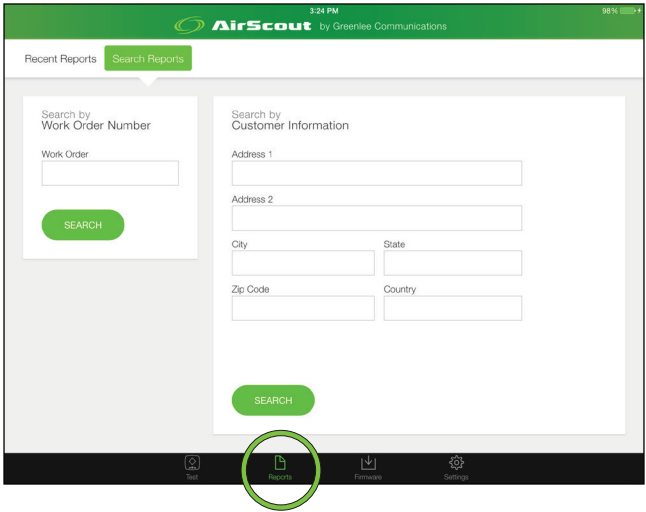 3:24 PM
98%
AirScout by Greenlee Communications
Recent Reports Search Reports
Search by
Work Order Number
Work Order
SEARCH
Search by
Customer Information
Address 1
Address 2
City State
Zip Code Country
SEARCH
Test Reports Firmware Settings